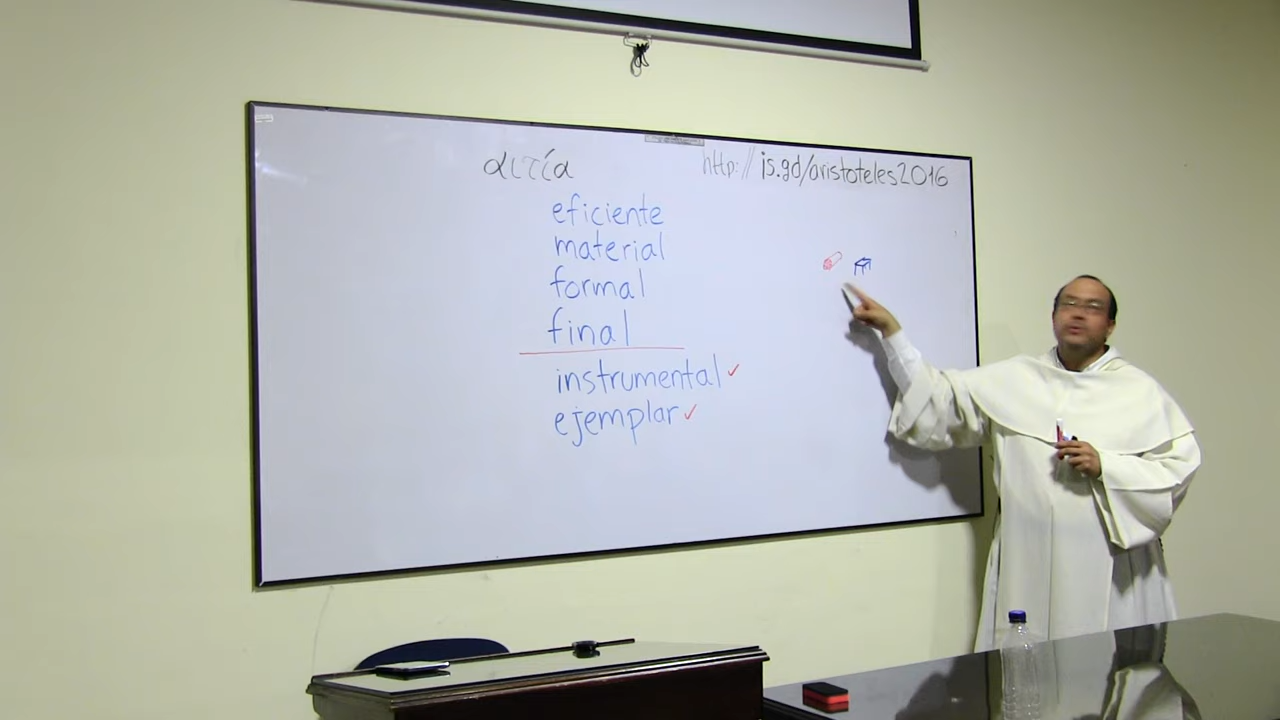 αιτία
http://is.gd/aristoteles2016
eficiente
material
formal
final
instrumental ✓
ejemplar ✓